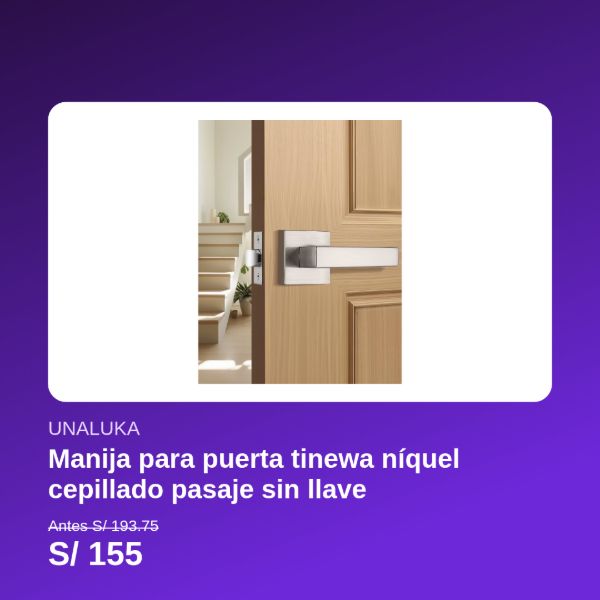 UNALUKA
Manija para puerta tinewa níquel
cepillado pasaje sin llave
Antes S/ 193.75
S/ 155